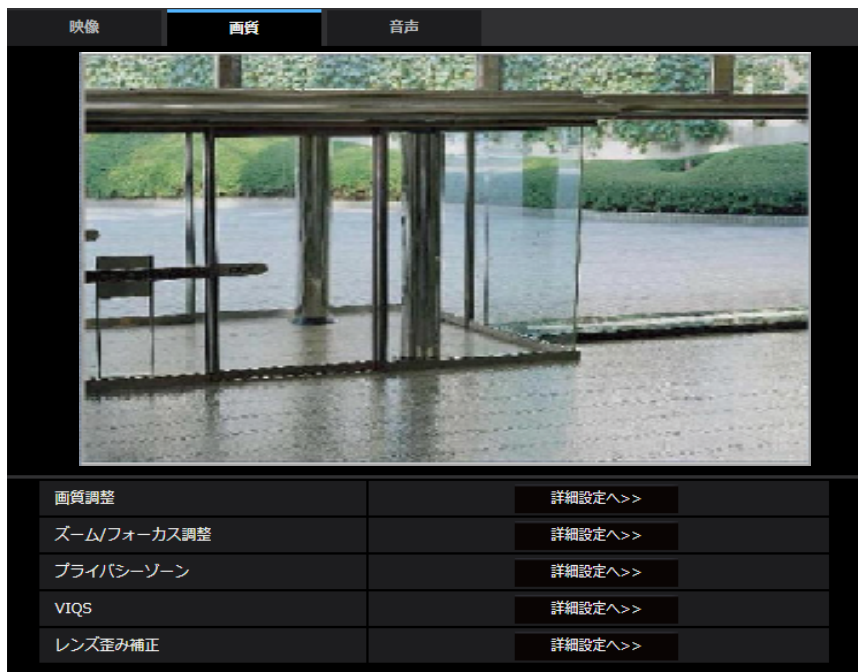 映像 画質 音声
画質調整 詳細設定へ>>
ズーム/フォーカス調整 詳細設定へ>>
プライバシーゾーン 詳細設定へ>>
VIQS 詳細設定へ>>
レンズ歪み補正 詳細設定へ>>